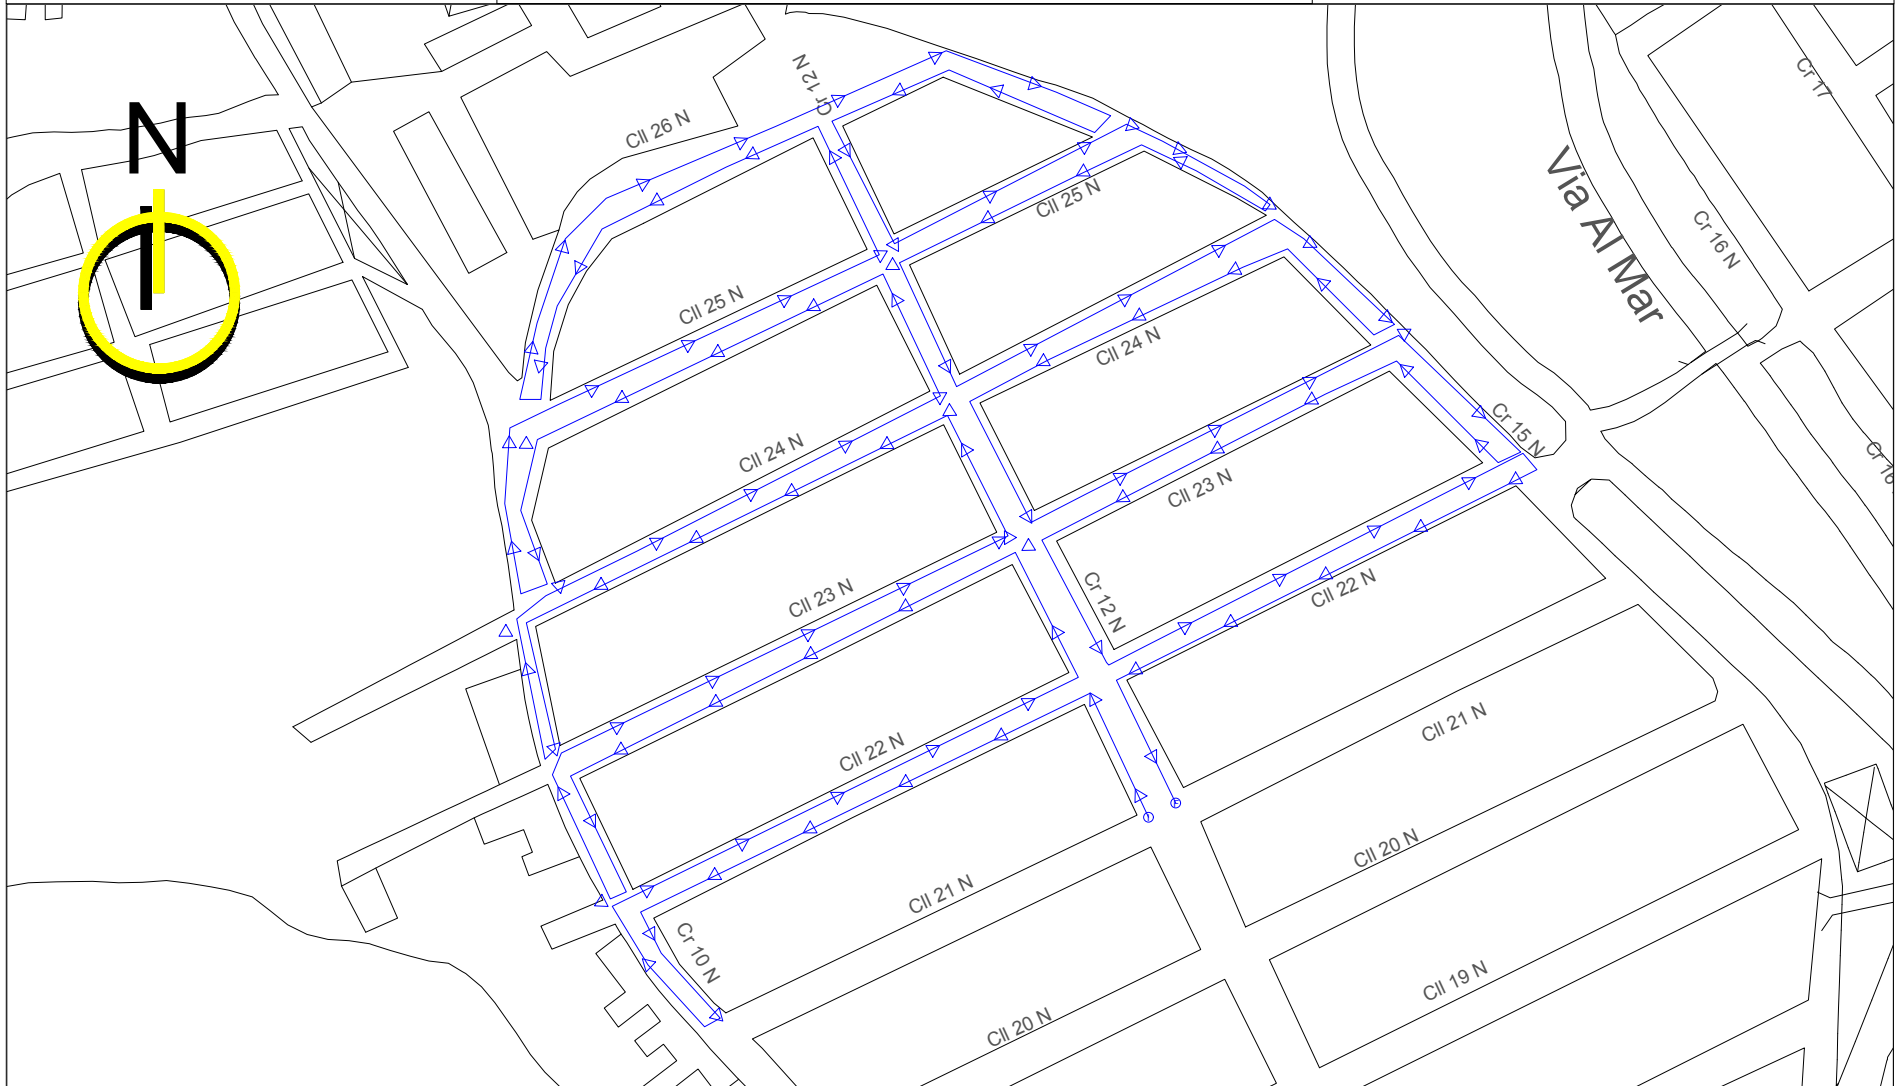 Cr 12 N
Cr 17
N
Cll 26 N
Cll 25 N
Via Al Mar
Cr 16 N
Cll 25 N
Cll 24 N
Cr 15 N
Cll 24 N
Cr 16
Cll 23 N
Cll 23 N
Cr 12 N
Cll 22 N
Cll 22 N
Cll 21 N
Cll 20 N
Cll 21 N
Cr 10 N
Cll 19 N
Cll 20 N